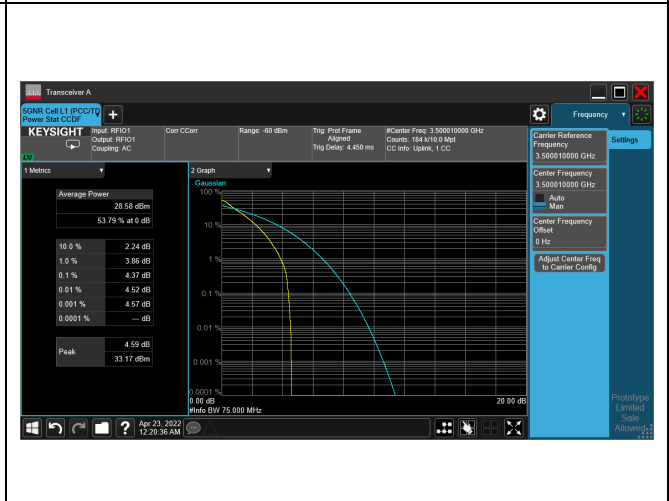 Transceiver A
5GNR Cell L1 (PCC/TD
Power Stat CCDF
Frequency
KEYSIGHT
LVI
Input: RFIO1
Output: RFIO1
Coupling: AC
Corr CCorr
Range: -60 dBm
Trig: Prot Frame
Aligned
Trig Delay: 4.450 ms
#Center Freq: 3.500010000 GHz
Counts: 184 k/10.0 Mpt
CC Info: Uplink, 1 CC
Carrier Reference
Frequency
3.500010000 GHz
Settings
1 Metrics
2 Graph
Center Frequency
3.500010000 GHz
Auto
Man
Center Frequency
Offset
0 Hz
Adjust Center Freq
to Carrier Config
Average Power
28.58 dBm
53.79 % at 0 dB
10.0 % 2.24 dB
1.0 % 3.86 dB
0.1 % 4.37 dB
0.01 % 4.52 dB
0.001 % 4.57 dB
0.0001 % --- dB
Peak
4.59 dB
33.17 dBm
Gaussian
100 %
10 %
1 %
0.1 %
0.01 %
0.001 %
0.0001 %
0.00 dB
20.00 dB
#Info BW 75.000 MHz
Prototype
Limited
Sale
Allowed
Apr 23, 2022
12:20:36 AM